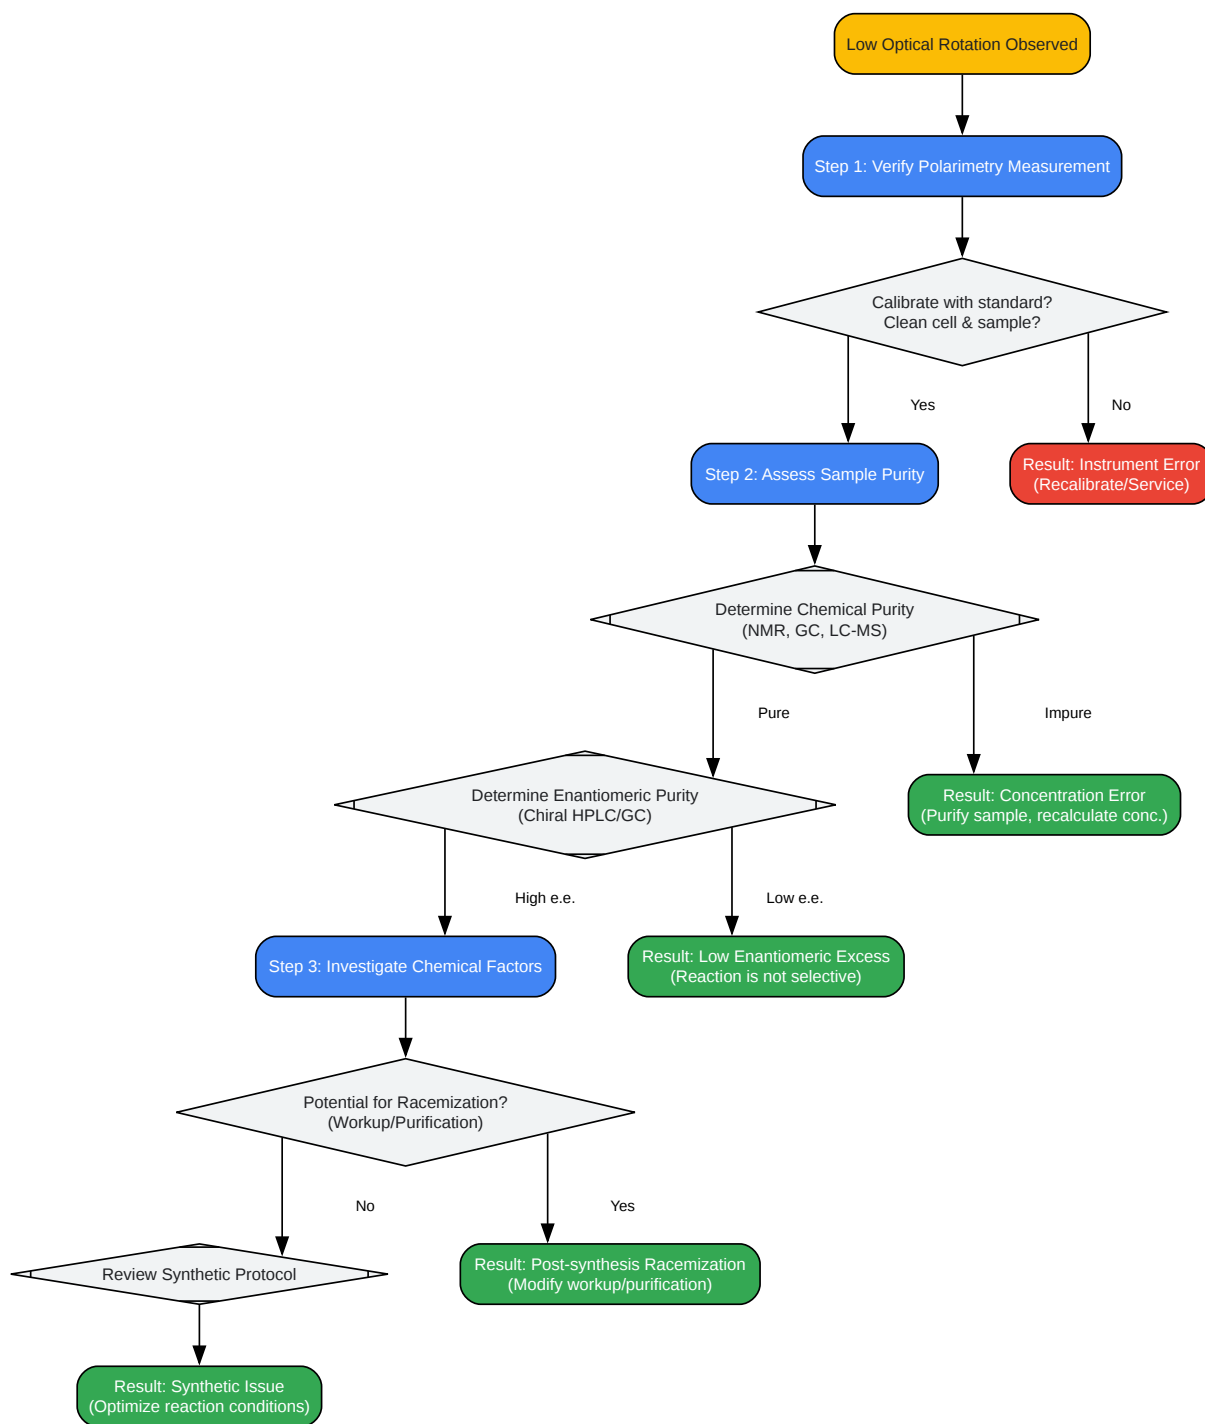 Low Optical Rotation Observed
Step 1: Verify Polarimetry Measurement
Calibrate with standard?
Clean cell & sample?
Yes
No
Step 2: Assess Sample Purity
Result: Instrument Error
(Recalibrate/Service)
Determine Chemical Purity
(NMR, GC, LC-MS)
Pure
Impure
Determine Enantiomeric Purity
(Chiral HPLC/GC)
Result: Concentration Error
(Purify sample, recalculate conc.)
High e.e.
Low e.e.
Step 3: Investigate Chemical Factors
Result: Low Enantiomeric Excess
(Reaction is not selective)
Potential for Racemization?
(Workup/Purification)
No
Yes
Review Synthetic Protocol
Result: Post-synthesis Racemization
(Modify workup/purification)
Result: Synthetic Issue
(Optimize reaction conditions)